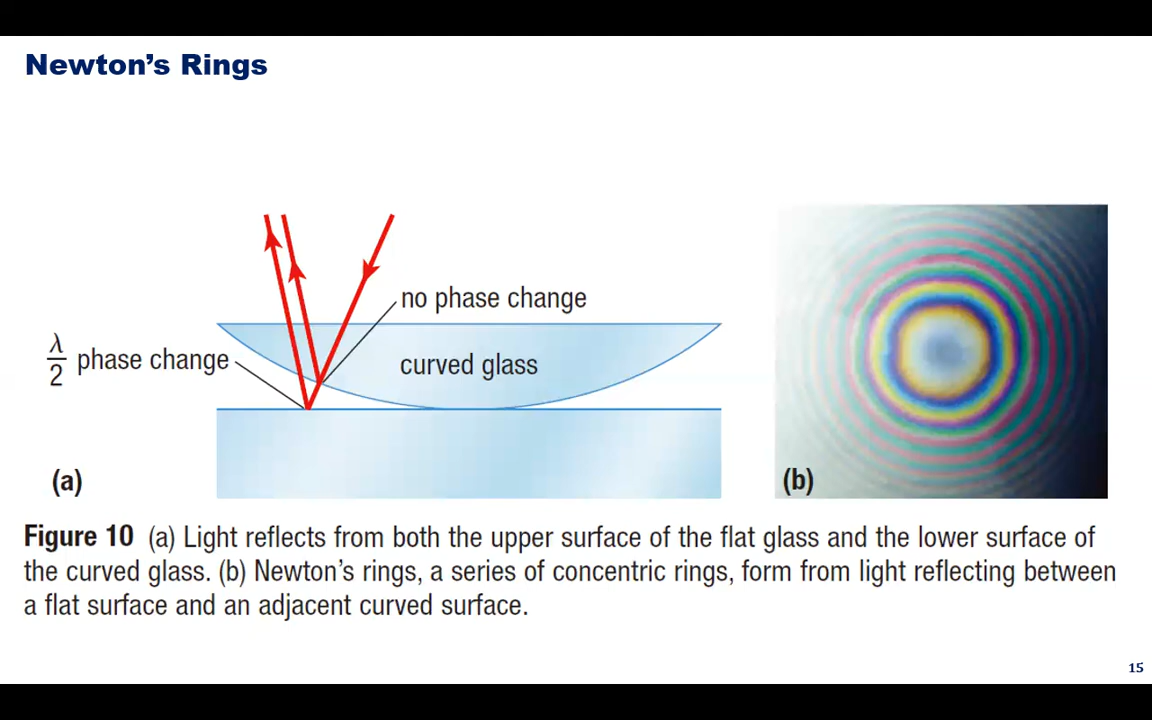 Newton’s Rings
no phase change
λ/2 phase change
curved glass
(a)
(b)
Figure 10 (a) Light reflects from both the upper surface of the flat glass and the lower surface of
the curved glass. (b) Newton’s rings, a series of concentric rings, form from light reflecting between
a flat surface and an adjacent curved surface.
15